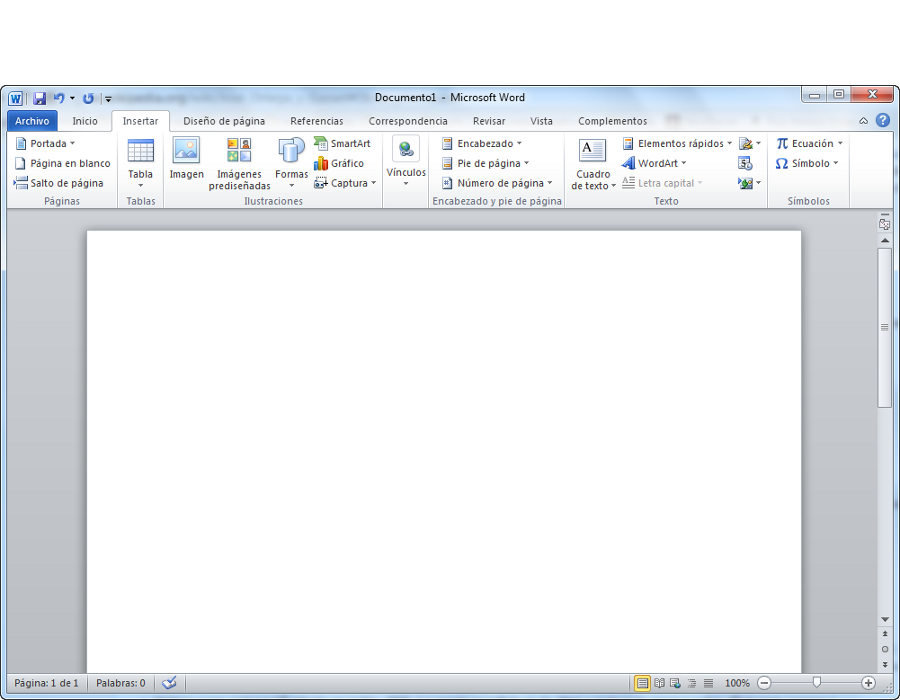 Documento1 - Microsoft Word
Archivo Inicio Insertar Diseño de página Referencias Correspondencia Revisar Vista Complementos
Portada
Página en blanco
Salto de página
Páginas
Tabla
Tablas
Imagen
Imágenes
prediseñadas
Formas
SmartArt
Gráfico
Captura
Ilustraciones
Vínculos
Encabezado
Pie de página
Número de página
Encabezado y pie de página
Cuadro
de texto
Elementos rápidos
WordArt
Letra capital
Texto
Ecuación
Símbolo
Símbolos
Página: 1 de 1 Palabras: 0 100%